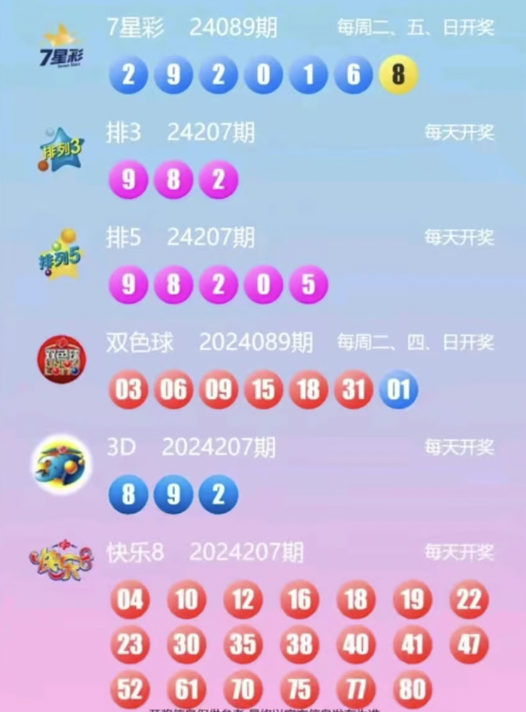 7星彩 24089期 每周二、五、日开奖
7星彩
2 9 2 0 1 6 8
排3 24207期 每天开奖
排列3
9 8 2
排5 24207期 每天开奖
排列5
9 8 2 0 5
双色球 2024089期 每周二、四、日开奖
双色球
03 06 09 15 18 31 01
3D 2024207期 每天开奖
8 9 2
快乐8 2024207期 每天开奖
快乐8
04 10 12 16 18 19 22
23 30 35 38 40 41 47
52 61 70 75 77 80